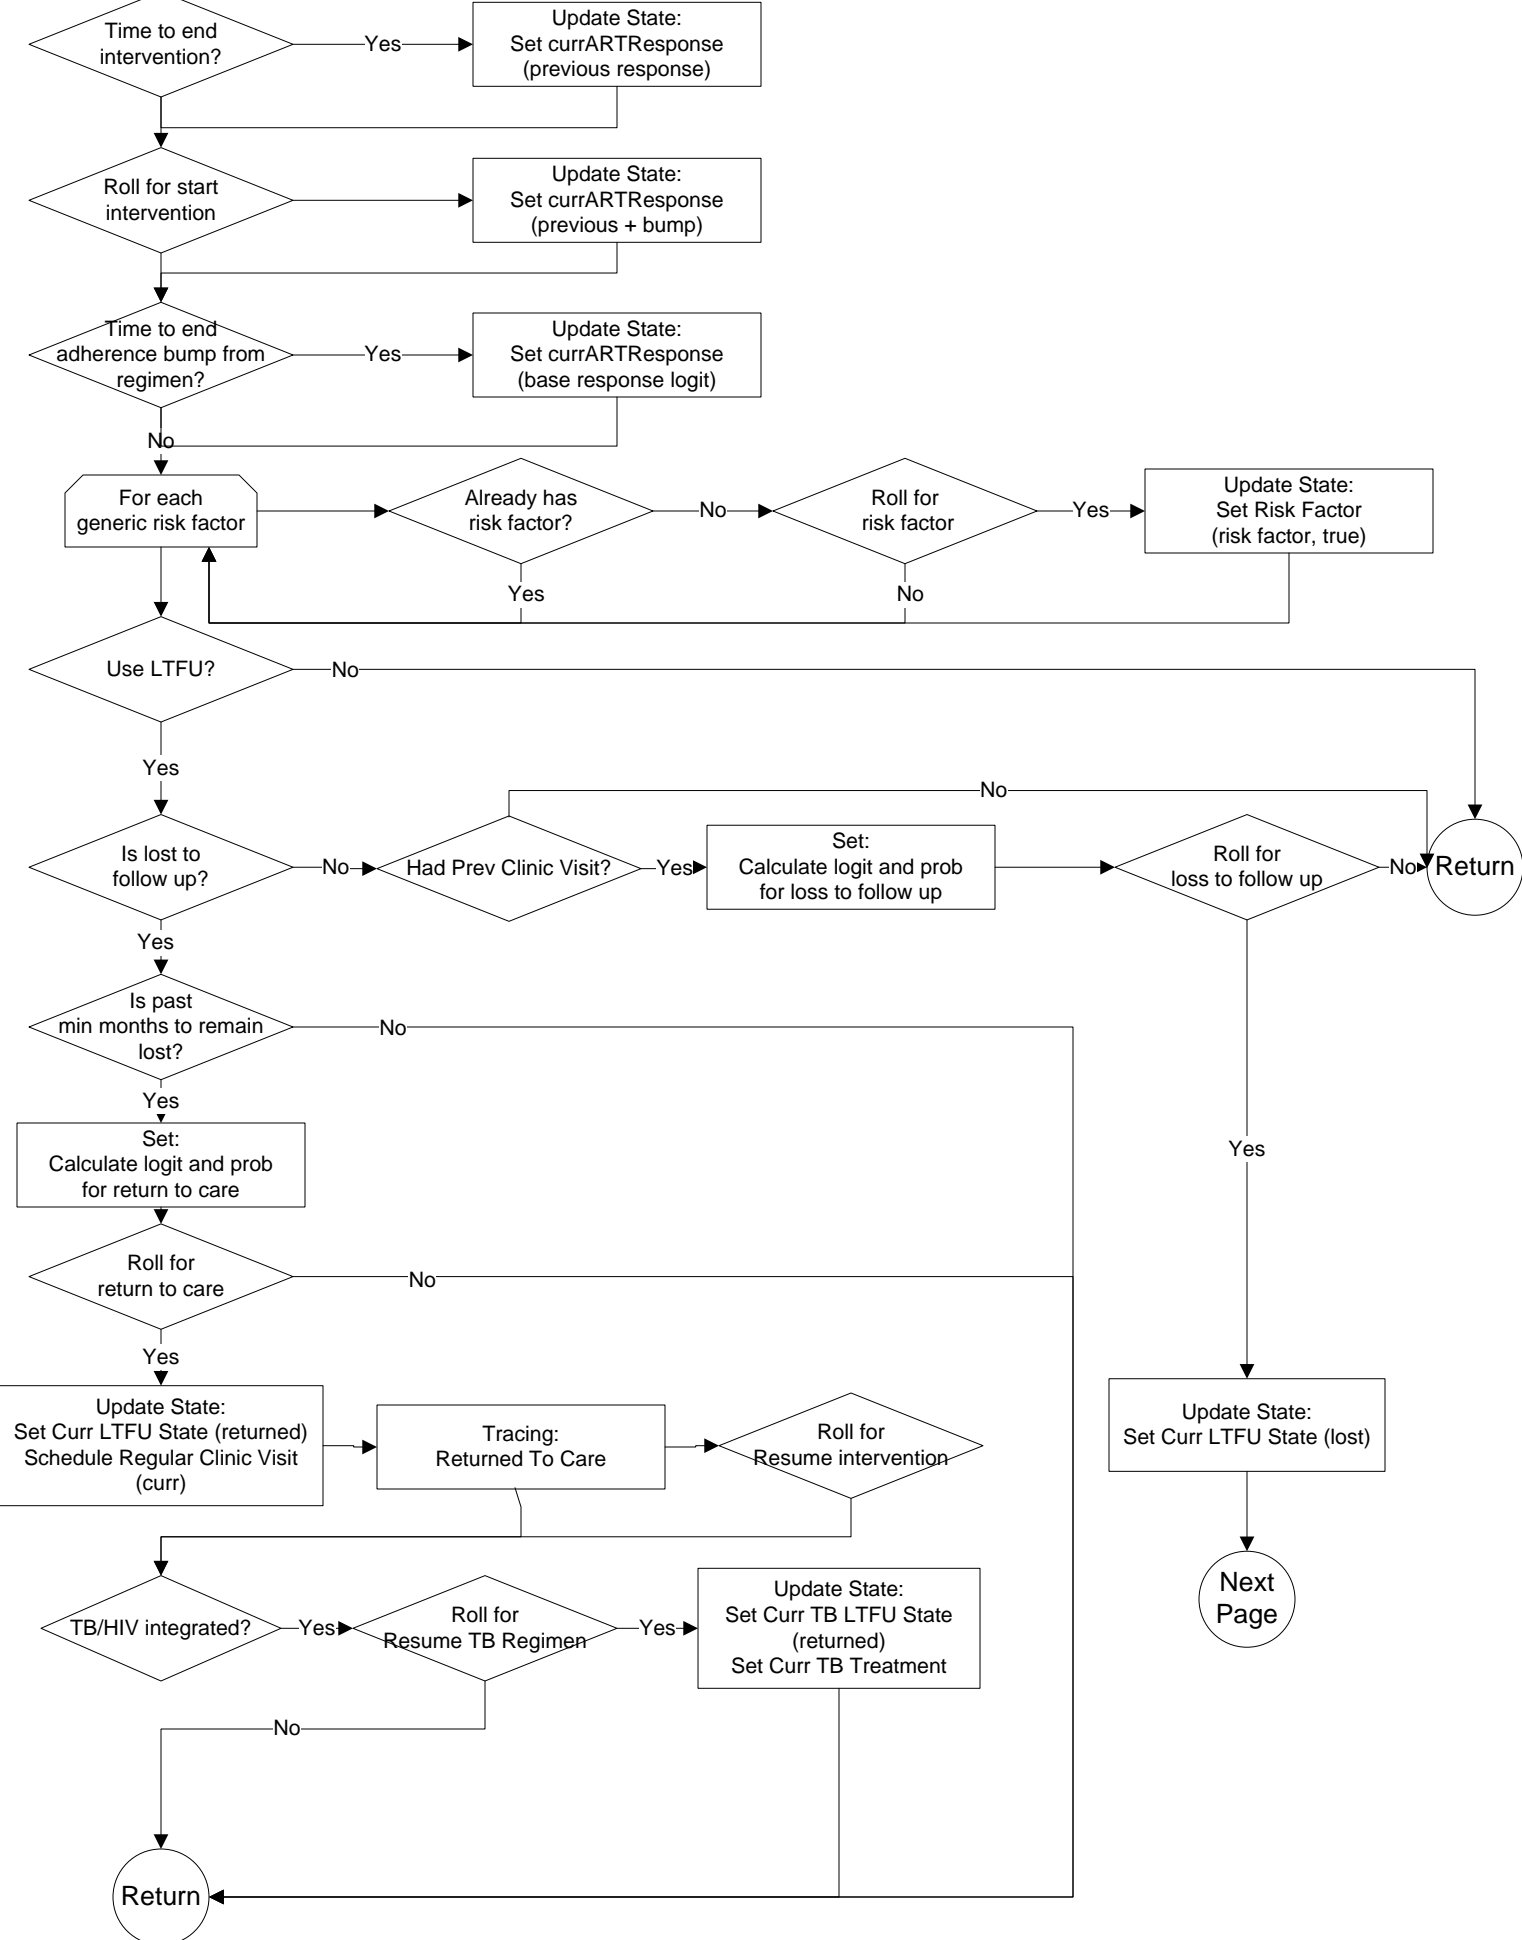 Time to end
intervention?
Yes
Update State:
Set currARTResponse
(previous response)
Roll for start
intervention
Update State:
Set currARTResponse
(previous + bump)
Time to end
adherence bump from
regimen?
Yes
Update State:
Set currARTResponse
(base response logit)
No
For each
generic risk factor
Already has
risk factor?
No
Roll for
risk factor
Yes
Update State:
Set Risk Factor
(risk factor, true)
Yes
No
Use LTFU?
No
Yes
No
Is lost to
follow up?
No
Had Prev Clinic Visit?
Yes
Set:
Calculate logit and prob
for loss to follow up
Roll for
loss to follow up
No
Return
Yes
Is past
min months to remain
lost?
No
Yes
Set:
Calculate logit and prob
for return to care
Yes
Roll for
return to care
No
Yes
Update State:
Set Curr LTFU State (returned)
Schedule Regular Clinic Visit
(curr)
Tracing:
Returned To Care
Roll for
Resume intervention
Update State:
Set Curr LTFU State (lost)
Next
Page
TB/HIV integrated?
Yes
Roll for
Resume TB Regimen
Yes
Update State:
Set Curr TB LTFU State
(returned)
Set Curr TB Treatment
No
Return